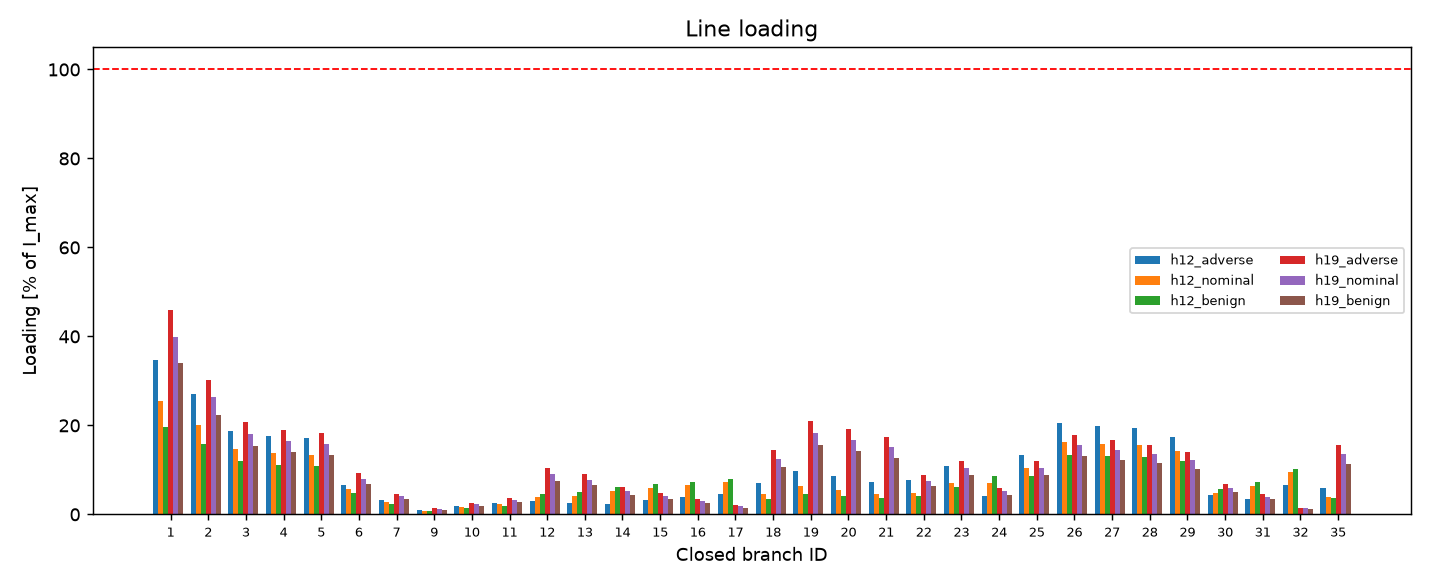 Line loading
Loading [% of I_max]
100
80
60
40
20
0
h12_adverse h19_adverse
h12_nominal h19_nominal
h12_benign h19_benign
1 2 3 4 5 6 7 9 10 11 12 13 14 15 16 17 18 19 20 21 22 23 24 25 26 27 28 29 30 31 32 35
Closed branch ID